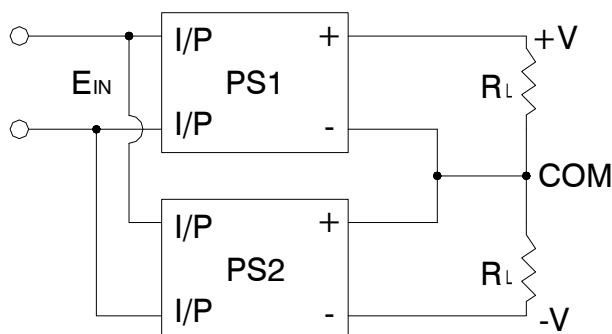 I/P + +V
EIN PS1 RL
I/P -
COM
I/P +
PS2 RL
I/P - -V